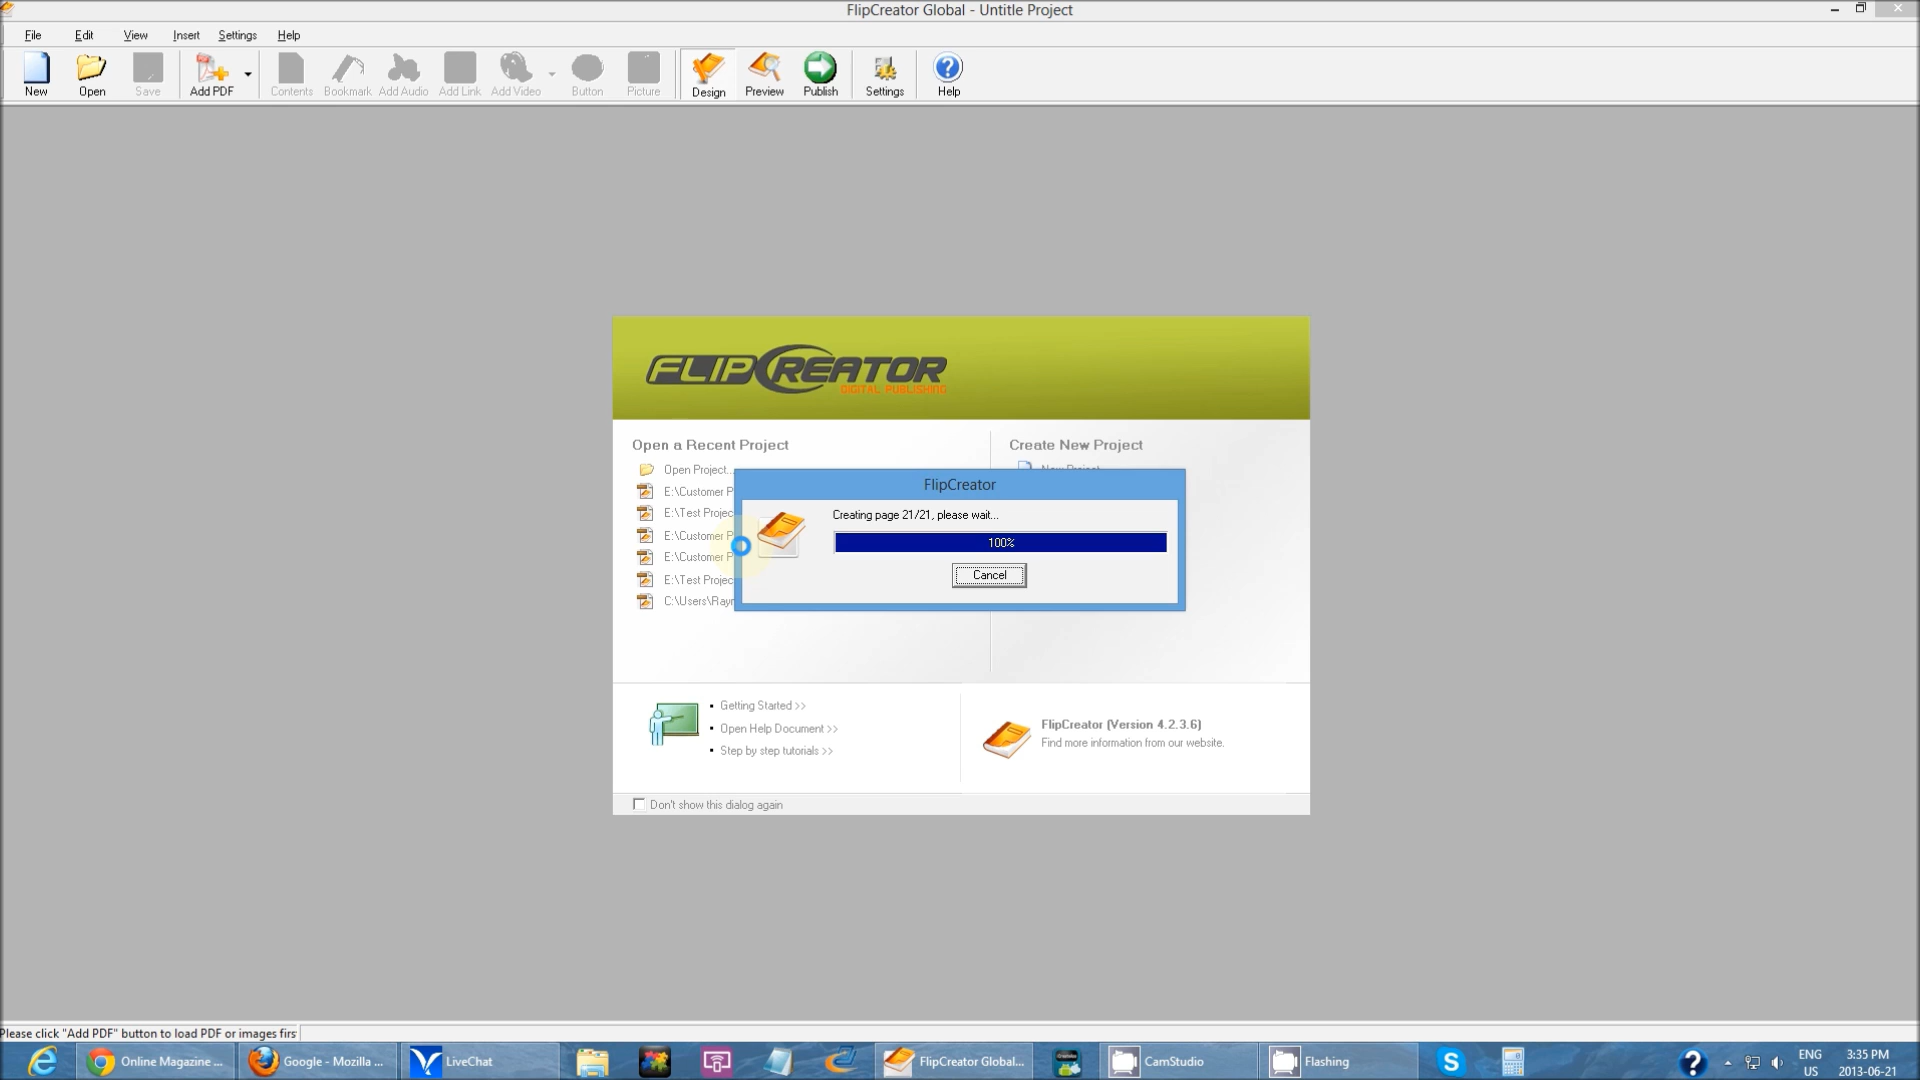 FlipCreator Global - Untitle Project
File Edit View Insert Settings Help
New Open Save Add PDF Contents Bookmark Add Audio Add Link Add Video Button Picture Design Preview Publish Settings Help
FLIPCREATOR
DIGITAL PUBLISHING
Open a Recent Project
Create New Project
Open Project...
New Project
E:\Customer P
E:\Test Projec
E:\Customer P
E:\Customer P
E:\Test Projec
C:\Users\Rayn
FlipCreator
Creating page 21/21, please wait...
100%
Cancel
Getting Started >>
Open Help Document >>
Step by step tutorials >>
FlipCreator (Version 4.2.3.6)
Find more information from our website.
Don't show this dialog again
Please click "Add PDF" button to load PDF or images firs
Online Magazine ... Google - Mozilla ... LiveChat FlipCreator Global... CamStudio Flashing
ENG 3:35 PM
US 2013-06-21